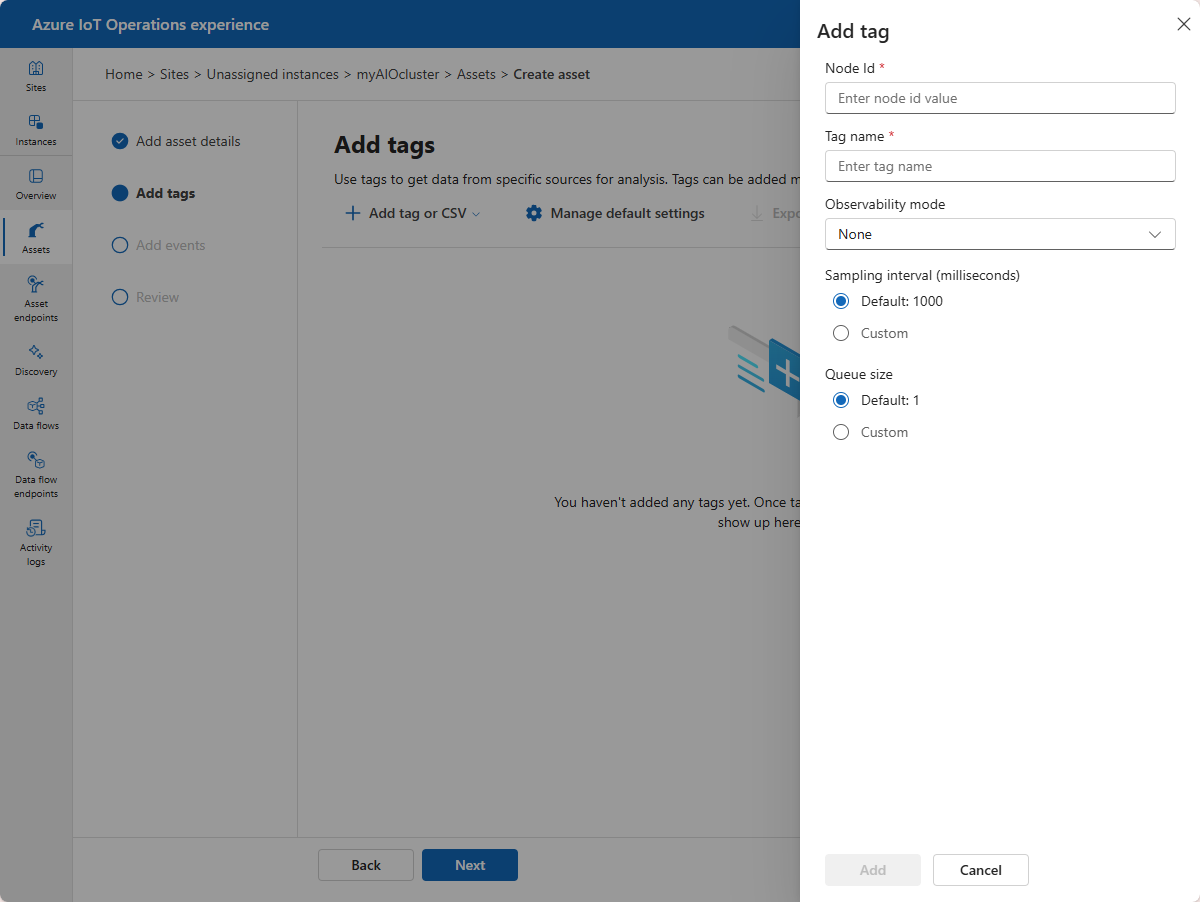 Azure IoT Operations experience
Sites
Instances
Overview
Assets
Asset
endpoints
Discovery
Data flows
Data flow
endpoints
Activity
logs
Home > Sites > Unassigned instances > myAIOcluster > Assets > Create asset
Add asset details
Add tags
Add events
Review
Add tags
Use tags to get data from specific sources for analysis. Tags can be added
Add tag or CSV
Manage default settings
You haven't added any tags yet. Once
show up here
Back
Next
Add tag
Node Id *
Enter node id value
Tag name *
Enter tag name
Observability mode
None
Sampling interval (milliseconds)
Default: 1000
Custom
Queue size
Default: 1
Custom
Add
Cancel